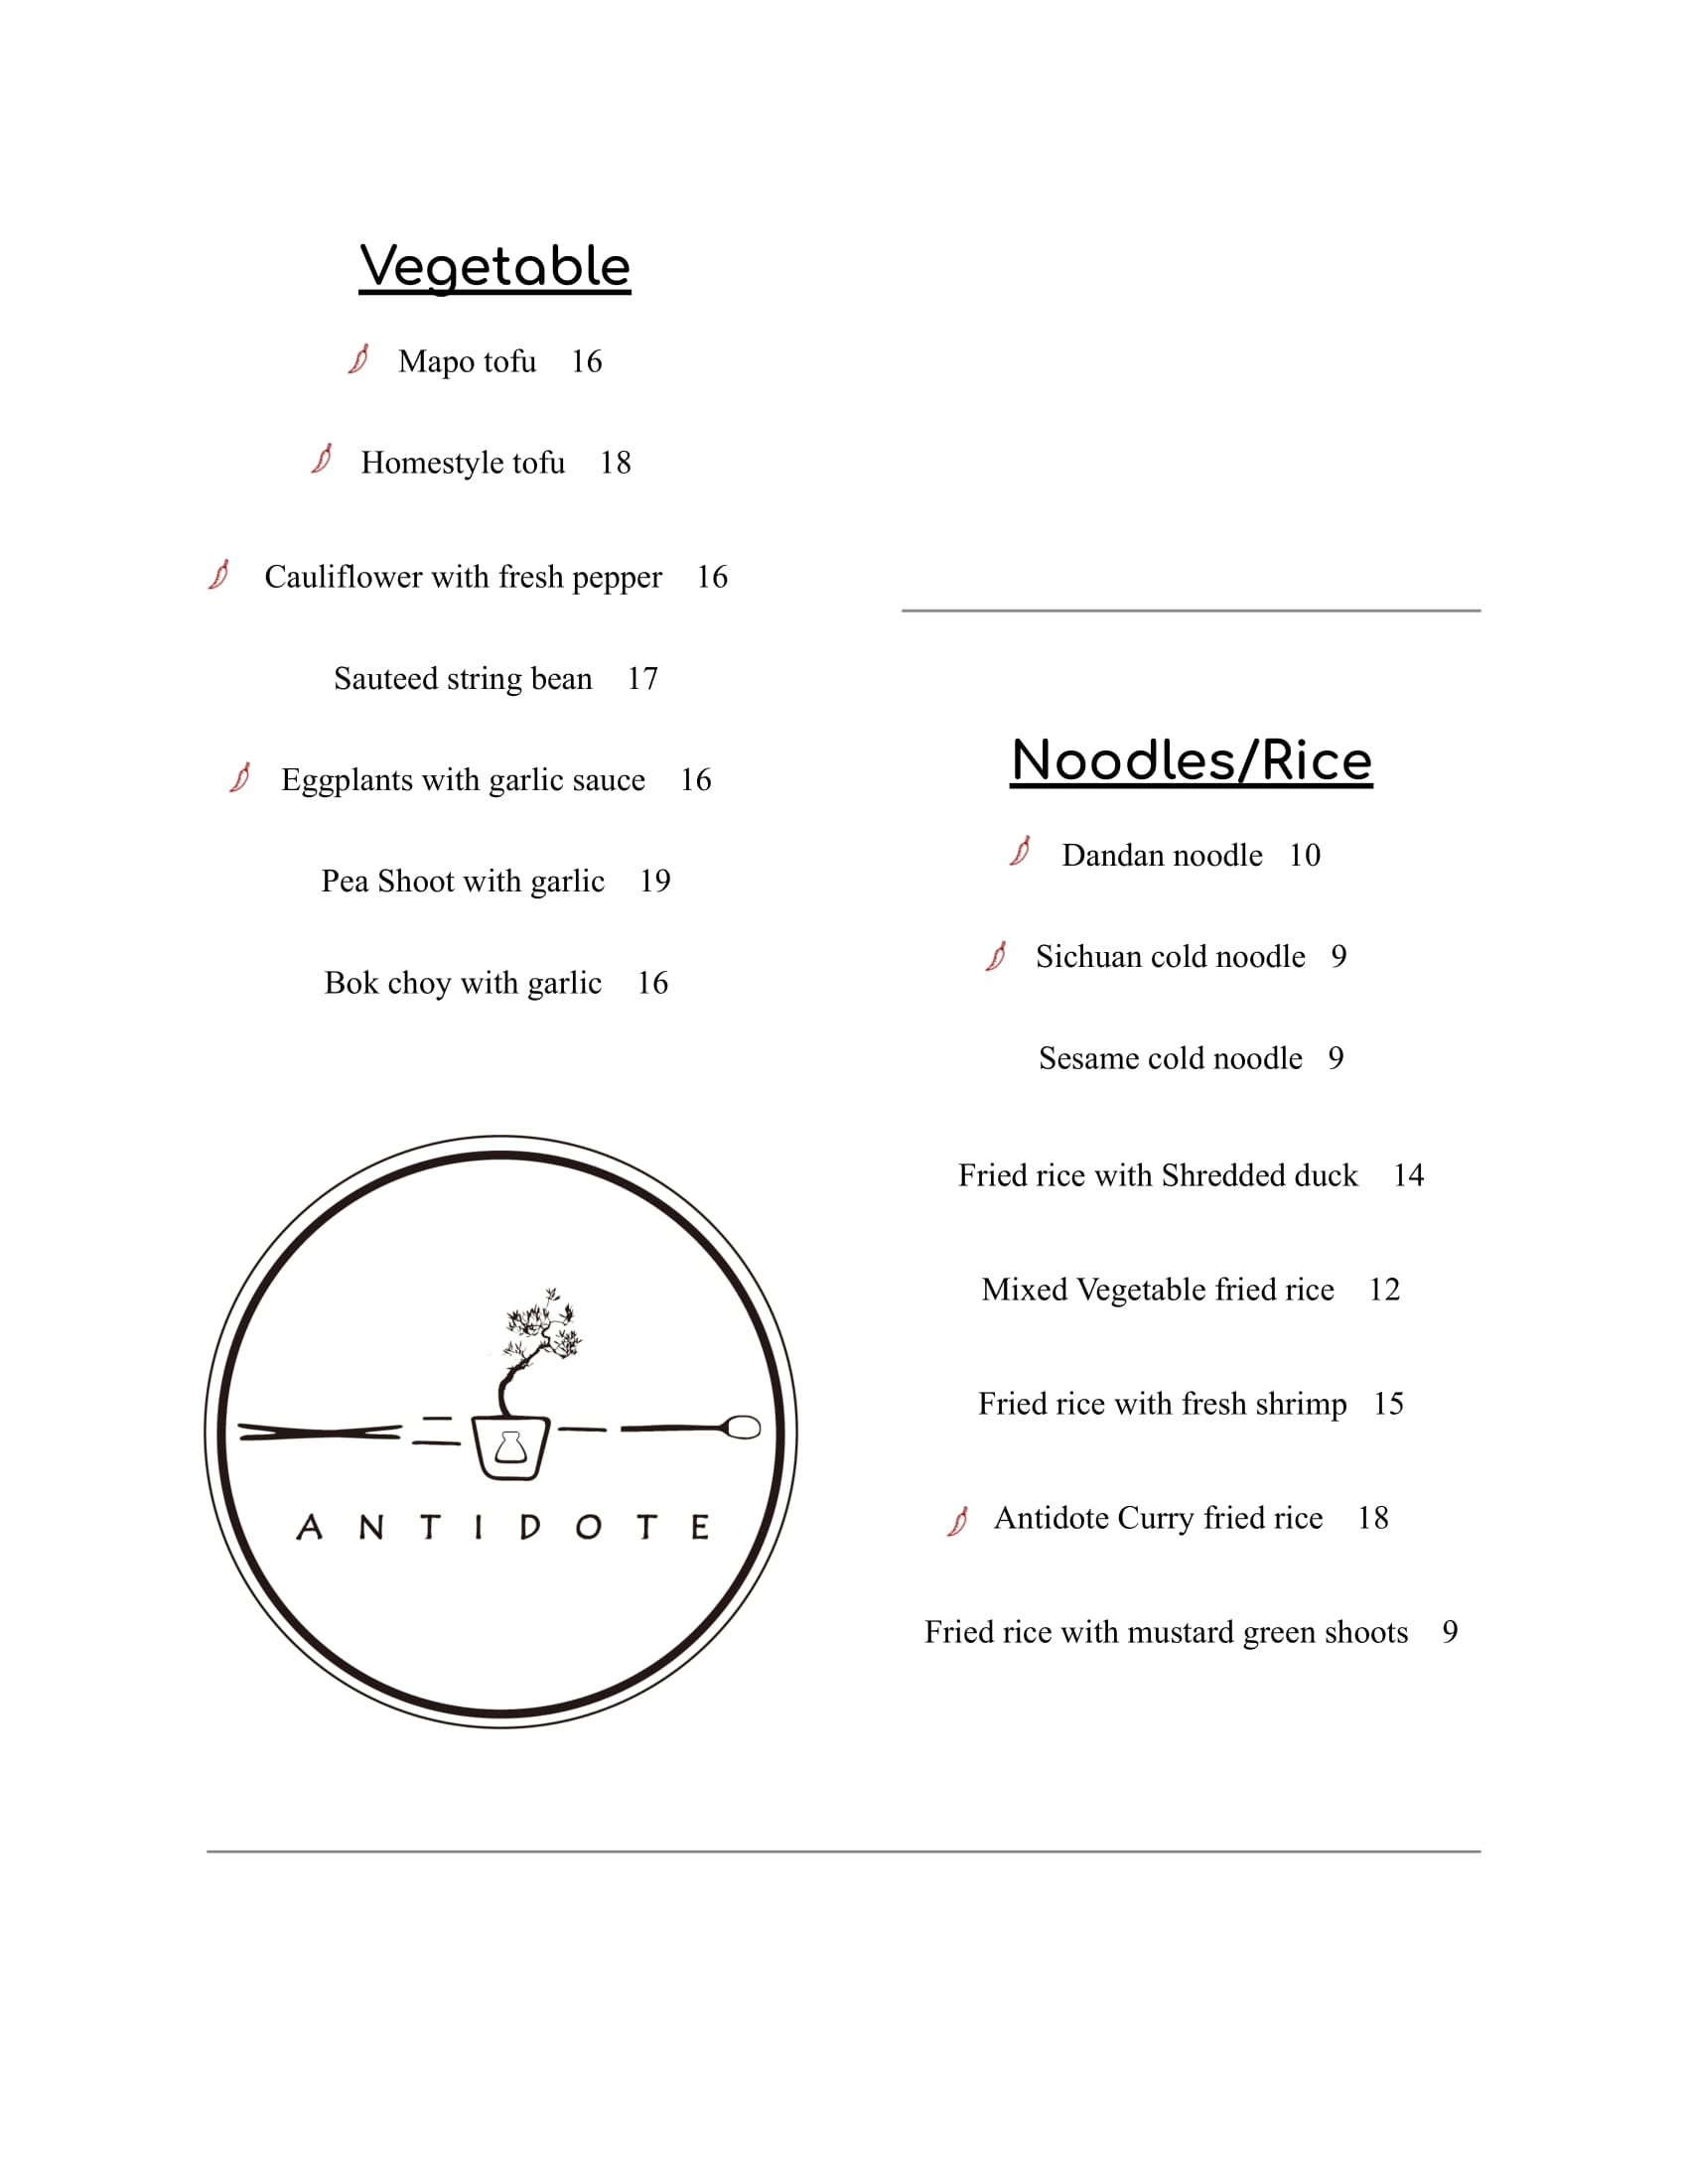 Vegetable
Mapo tofu 16
Homestyle tofu 18
Cauliflower with fresh pepper 16
Sauteed string bean 17
Eggplants with garlic sauce 16
Pea Shoot with garlic 19
Bok choy with garlic 16
ANTIDOTE
Noodles/Rice
Dandan noodle 10
Sichuan cold noodle 9
Sesame cold noodle 9
Fried rice with Shredded duck 14
Mixed Vegetable fried rice 12
Fried rice with fresh shrimp 15
Antidote Curry fried rice 18
Fried rice with mustard green shoots 9